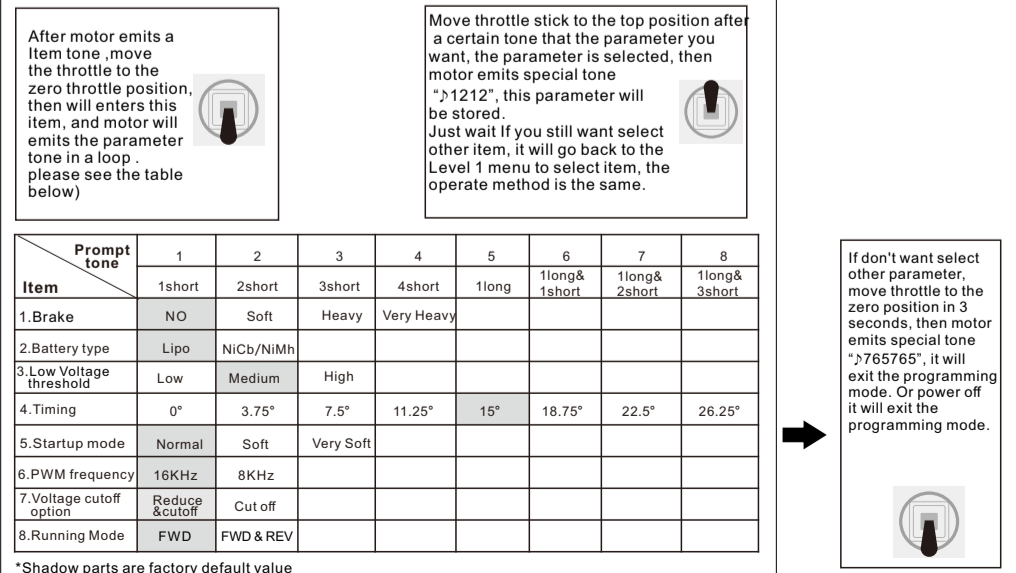 After motor emits a
Item tone ,move
the throttle to the
zero throttle position,
then will enters this
item, and motor will
emits the parameter
tone in a loop .
please see the table
below)
Move throttle stick to the top position after
a certain tone that the parameter you
want, the parameter is selected, then
motor emits special tone
“♪1212”, this parameter will
be stored.
Just wait If you still want select
other item, it will go back to the
Level 1 menu to select item, the
operate method is the same.
Prompt tone 1 2 3 4 5 6 7 8
Item 1short 2short 3short 4short 1long 1long& 1short 1long& 2short 1long& 3short
1.Brake NO Soft Heavy Very Heavy
2.Battery type Lipo NiCb/NiMh
3.Low Voltage threshold Low Medium High
4.Timing 0° 3.75° 7.5° 11.25° 15° 18.75° 22.5° 26.25°
5.Startup mode Normal Soft Very Soft
6.PWM frequency 16KHz 8KHz
7.Voltage cutoff option Reduce &cutoff Cut off
8.Running Mode FWD FWD & REV
*Shadow parts are factory default value
If don't want select
other parameter,
move throttle to the
zero position in 3
seconds, then motor
emits special tone
“♪765765”, it will
exit the programming
mode. Or power off
it will exit the
programming mode.